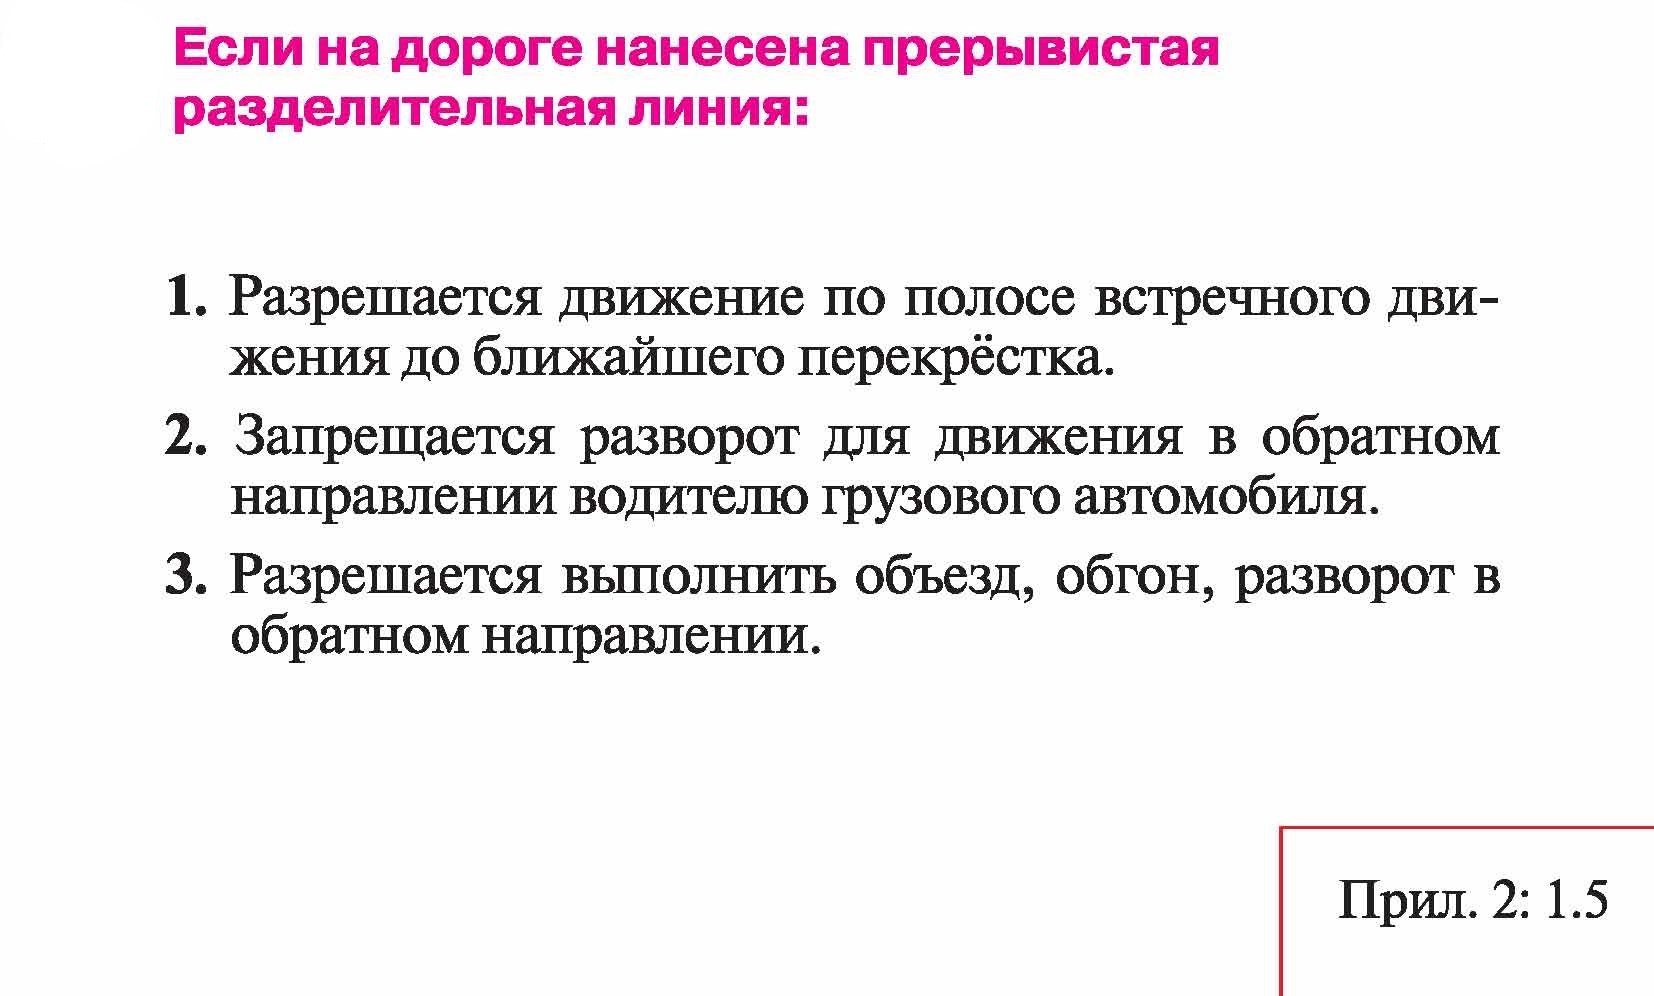 Если на дороге нанесена прерывистая
разделительная линия:
1. Разрешается движение по полосе встречного дви-
жения до ближайшего перекрёстка.
2. Запрещается разворот для движения в обратном
направлении водителю грузового автомобиля.
3. Разрешается выполнить объезд, обгон, разворот в
обратном направлении.
Прил. 2: 1.5